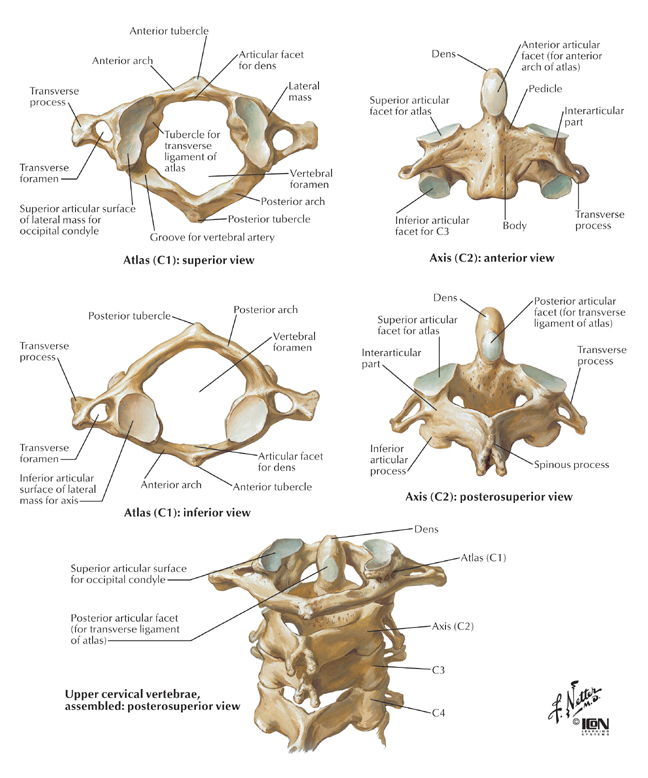 Anterior tubercle
Anterior arch
Articular facet
for dens
Transverse
process
Lateral
mass
Tubercle for
transverse
ligament of
atlas
Transverse
foramen
Vertebral
foramen
Superior articular surface
of lateral mass for
occipital condyle
Posterior arch
Posterior tubercle
Groove for vertebral artery
Atlas (C1): superior view
Dens
Anterior articular
facet (for anterior
arch of atlas)
Pedicle
Superior articular
facet for atlas
Interarticular
part
Inferior articular
facet for C3
Body
Transverse
process
Axis (C2): anterior view
Posterior tubercle
Posterior arch
Vertebral
foramen
Transverse
process
Transverse
foramen
Inferior articular
surface of lateral
mass for axis
Anterior arch
Articular facet
for dens
Anterior tubercle
Atlas (C1): inferior view
Dens
Posterior articular
facet (for transverse
ligament of atlas)
Superior articular
facet for atlas
Interarticular
part
Transverse
process
Inferior
articular
process
Spinous process
Axis (C2): posterosuperior view
Dens
Superior articular surface
for occipital condyle
Atlas (C1)
Posterior articular facet
(for transverse ligament
of atlas)
Axis (C2)
C3
C4
Upper cervical vertebrae,
assembled: posterosuperior view
F. Netter
M.D.
© ICON
LEARNING
SYSTEMS